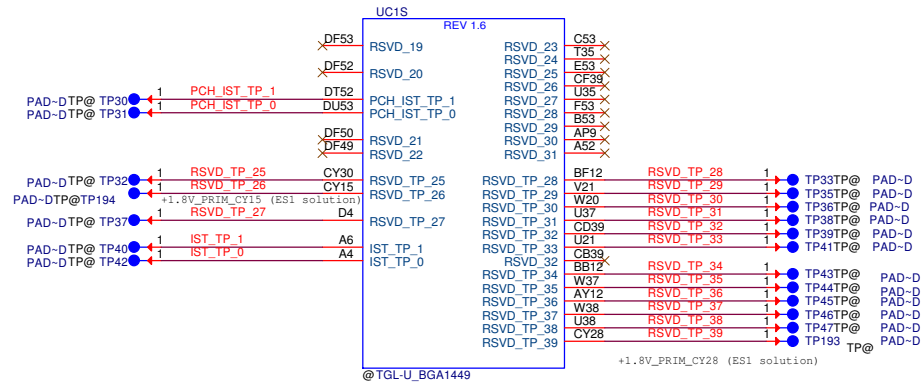 UC1S
REV 1.6
DF53 RSVD_19 RSVD_23 C53
RSVD_24 T35
DF52 RSVD_20 RSVD_25 E53
RSVD_26 CF39
PAD~D TP@ TP30 1 PCH_IST_TP_1 DT52 PCH_IST_TP_1 RSVD_27 U35
PAD~D TP@ TP31 1 PCH_IST_TP_0 DU53 PCH_IST_TP_0 RSVD_28 F53
RSVD_29 B53
DF50 RSVD_21 RSVD_30 AP9
DF49 RSVD_22 RSVD_31 A52
PAD~D TP@ TP32 1 RSVD_TP_25 CY30 RSVD_TP_25 RSVD_TP_28 BF12 RSVD_TP_28 1 TP33TP@ PAD~D
PAD~DTP@TP194 1 RSVD_TP_26 CY15 RSVD_TP_26 RSVD_TP_29 V21 RSVD_TP_29 1 TP35TP@ PAD~D
+1.8V_PRIM_CY15 (ES1 solution) RSVD_TP_30 W20 RSVD_TP_30 1 TP36TP@ PAD~D
PAD~D TP@ TP37 1 RSVD_TP_27 D4 RSVD_TP_27 RSVD_TP_31 U37 RSVD_TP_31 1 TP38TP@ PAD~D
RSVD_TP_32 CD39 RSVD_TP_32 1 TP39TP@ PAD~D
PAD~D TP@ TP40 1 IST_TP_1 A6 IST_TP_1 RSVD_TP_33 U21 RSVD_TP_33 1 TP41TP@ PAD~D
PAD~D TP@ TP42 1 IST_TP_0 A4 IST_TP_0 RSVD_32 CB39
RSVD_TP_34 BB12 RSVD_TP_34 1 TP43TP@ PAD~D
RSVD_TP_35 W37 RSVD_TP_35 1 TP44TP@ PAD~D
RSVD_TP_36 AY12 RSVD_TP_36 1 TP45TP@ PAD~D
RSVD_TP_37 W38 RSVD_TP_37 1 TP46TP@ PAD~D
RSVD_TP_38 U38 RSVD_TP_38 1 TP47TP@ PAD~D
RSVD_TP_39 CY28 RSVD_TP_39 1 TP193 TP@ PAD~D
+1.8V_PRIM_CY28 (ES1 solution)
@TGL-U_BGA1449